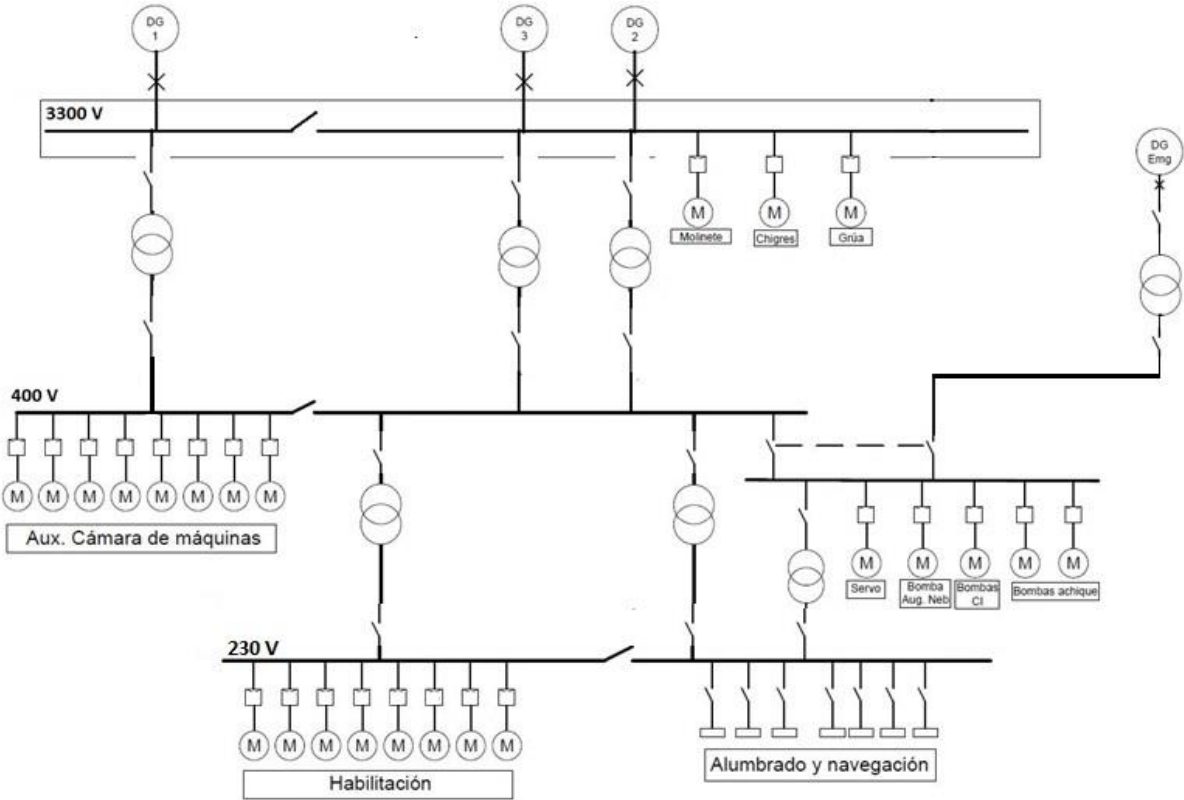 DG
1
DG
3
DG
2
3300 V
DG
Emg
M
M
M
Molinete
Chigres
Grúa
400 V
M
M
M
M
M
M
M
M
Aux. Cámara de máquinas
M
M
M
M
M
Servo
Bomba
Aug. Neb
Bombas
CI
Bombas achique
230 V
M
M
M
M
M
M
M
M
Habilitación
Alumbrado y navegación